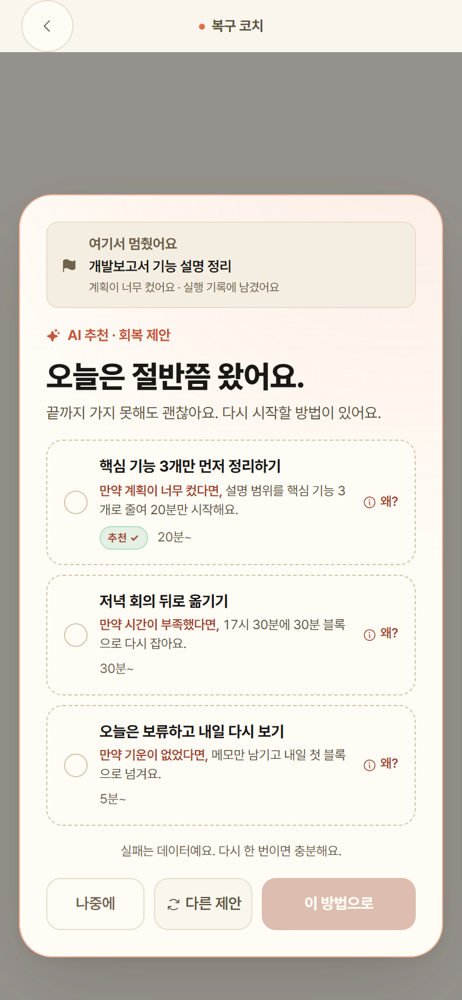 복구 코치
여기서 멈췄어요
개발보고서 기능 설명 정리
계획이 너무 컸어요 · 실행 기록에 남겼어요
AI 추천 · 회복 제안
오늘은 절반쯤 왔어요.
끝까지 가지 못해도 괜찮아요. 다시 시작할 방법이 있어요.
핵심 기능 3개만 먼저 정리하기
만약 계획이 너무 컸다면, 설명 범위를 핵심 기능 3
개로 줄여 20분만 시작해요.
왜?
추천 ✓ 20분~
저녁 회의 뒤로 옮기기
만약 시간이 부족했다면, 17시 30분에 30분 블록
으로 다시 잡아요.
왜?
30분~
오늘은 보류하고 내일 다시 보기
만약 기운이 없었다면, 메모만 남기고 내일 첫 블록
으로 넘겨요.
왜?
5분~
실패는 데이터예요. 다시 한 번이면 충분해요.
나중에
다른 제안
이 방법으로